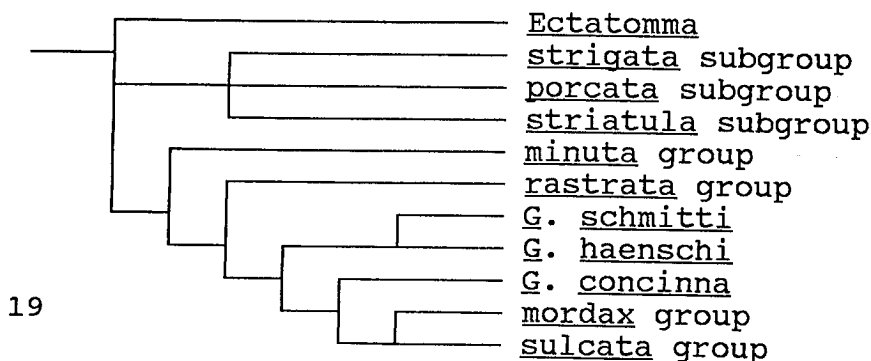 Ectatomma
strigata subgroup
porcata subgroup
striatula subgroup
minuta group
rastrata group
G. schmitti
G. haenschi
G. concinna
19
mordax group
sulcata group